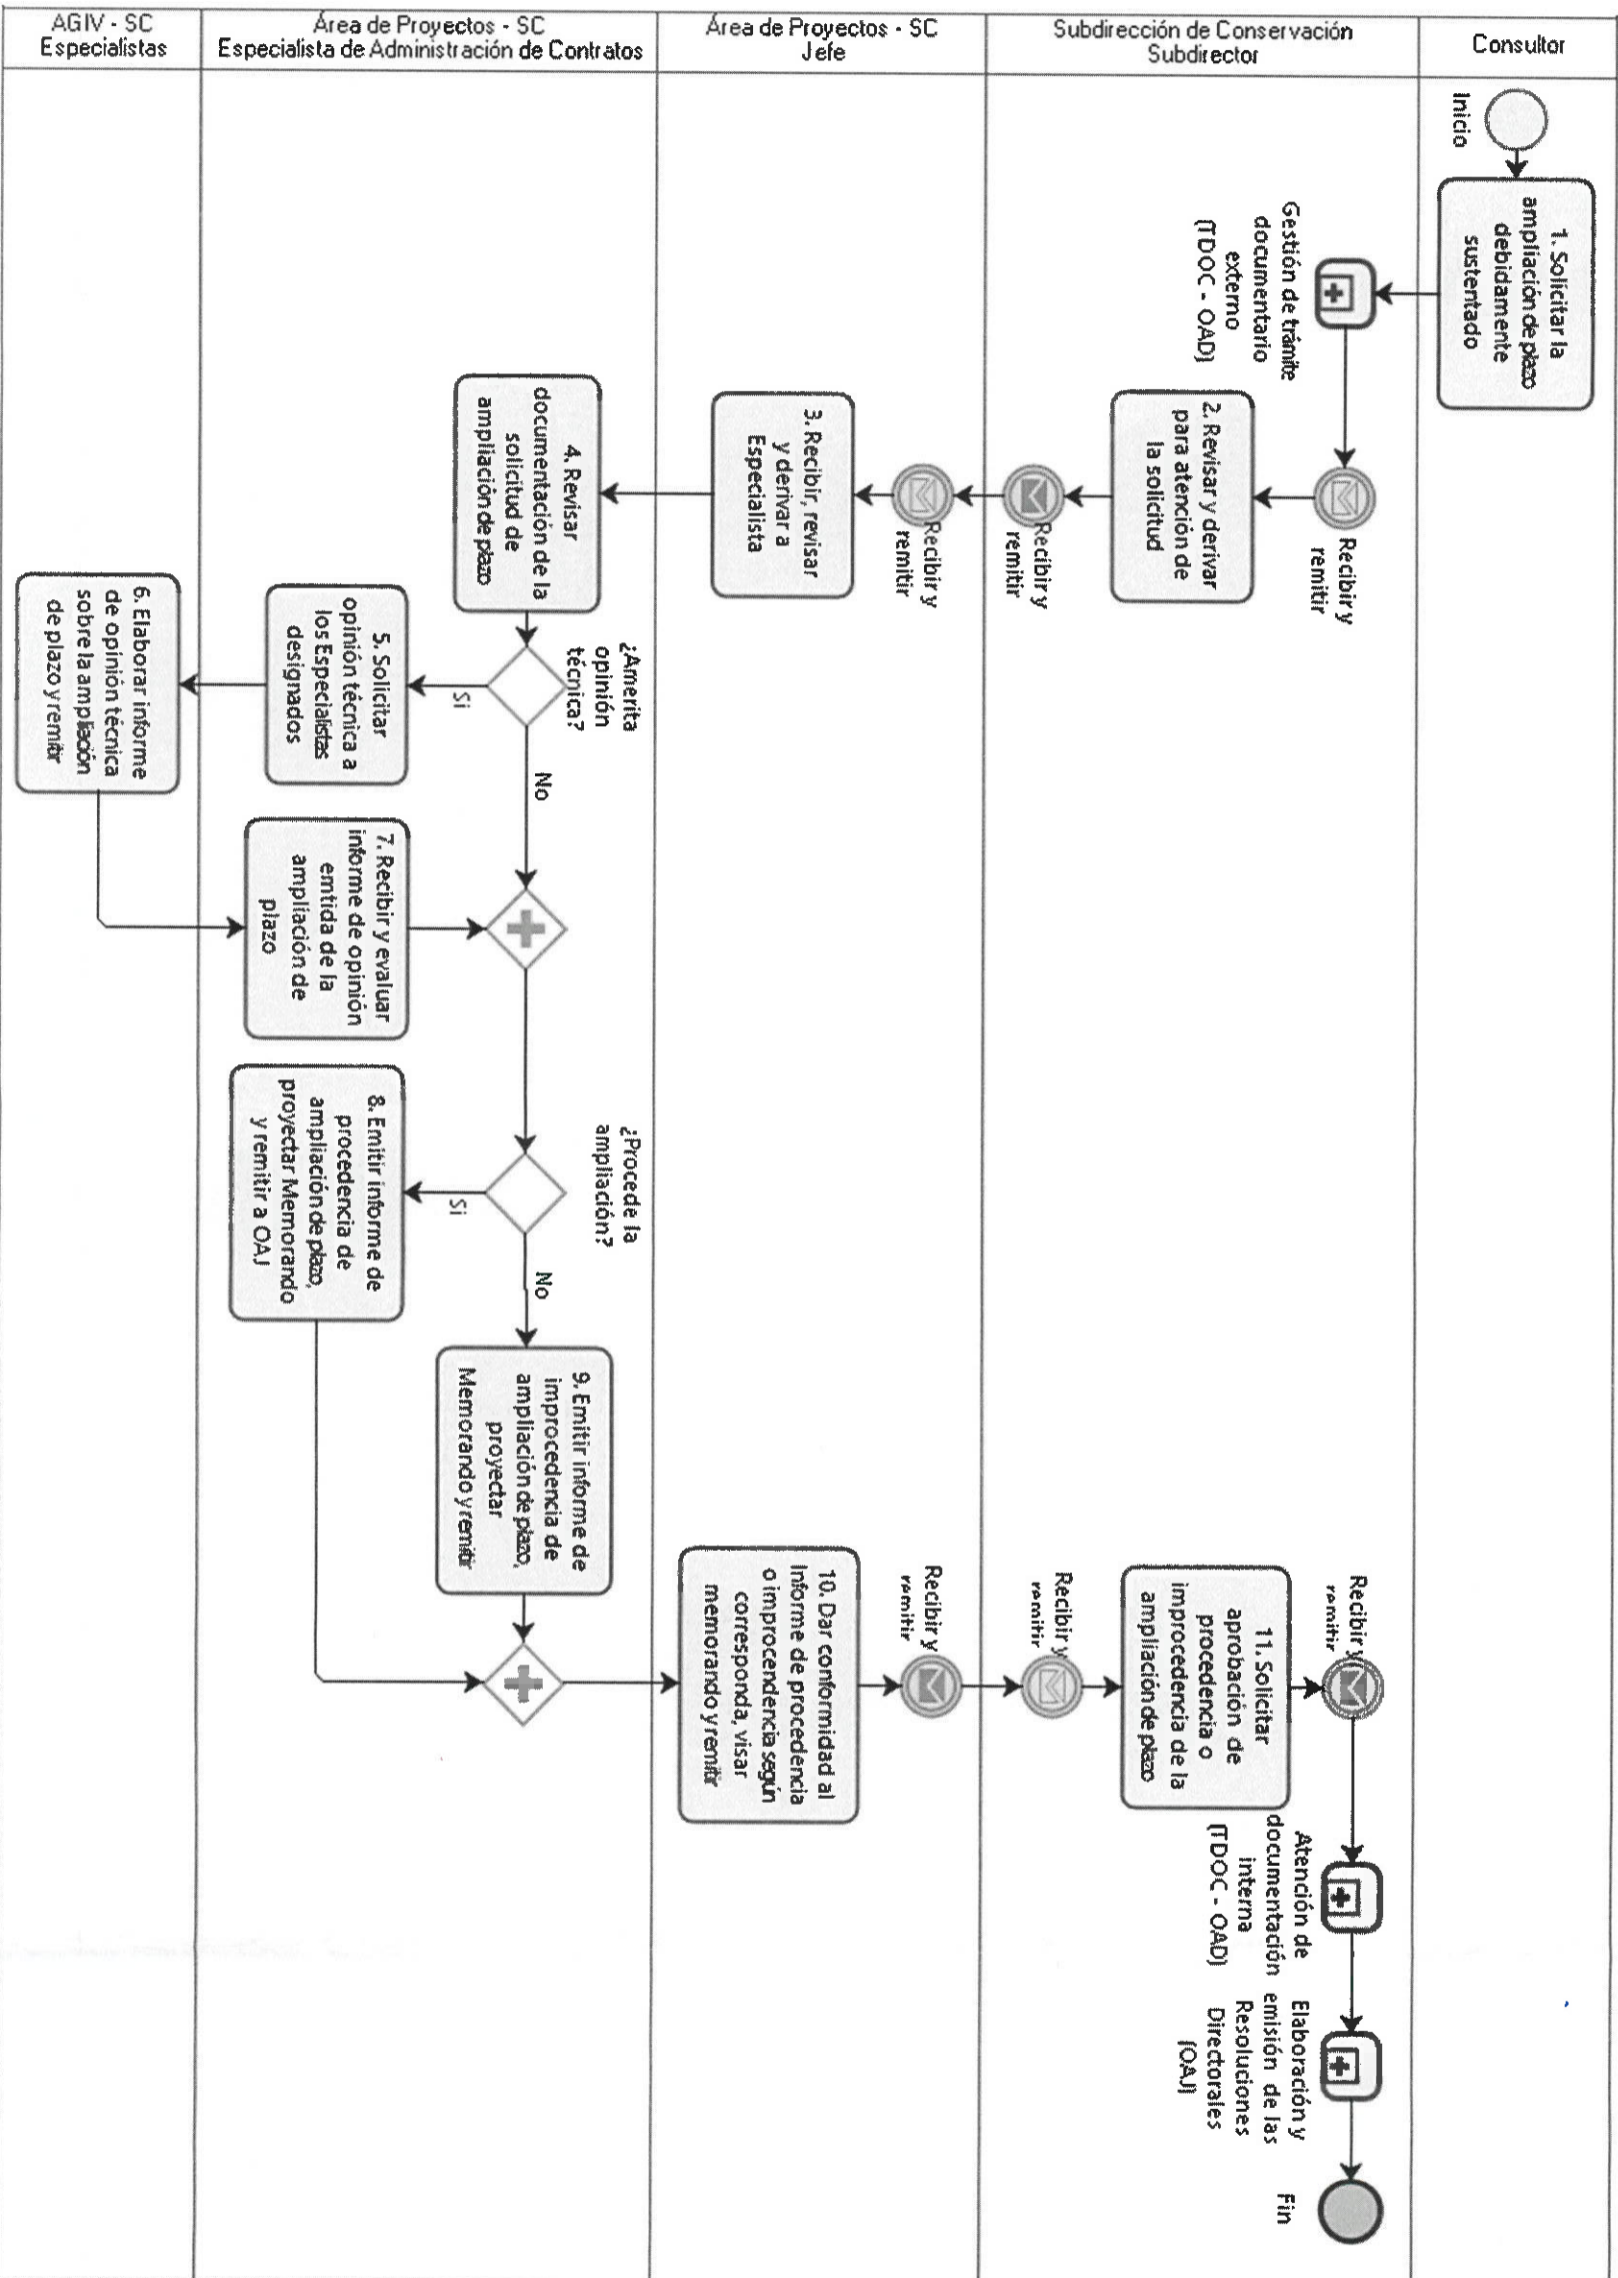 Consultor
Inicio
1. Solicitar la
ampliación de plazo
debidamente
sustentado
Subdirección de Conservación
Subdirector
Gestión de trámite
documentario
externo
(TDOC - OAD)
Recibir y
remitir
2. Revisar y derivar
para atención de
la solicitud
Recibir y
remitir
11. Solicitar
aprobación de
procedencia o
improcedencia de la
ampliación de plazo
Recibir y
remitir
Recibir y
remitir
Atención de
documentación
interna
(TDOC - OAD)
Elaboración y
emisión de las
Resoluciones
Directorales
(OAJ)
Fin
Área de Proyectos - SC
Jefe
Recibir y
remitir
3. Recibir, revisar
y derivar a
Especialista
10. Dar conformidad al
Informe de procedencia
o improcendencia según
corresponda, visar
memorando y remitir
Recibir y
remitir
Área de Proyectos - SC
Especialista de Administración de Contratos
4. Revisar
documentación de la
solicitud de
ampliación de plazo
¿Amerita
opinión
técnica?
Si
No
5. Solicitar
opinión técnica a
los Especialistas
designados
7. Recibir y evaluar
informe de opinión
emtida de la
ampliación de
plazo
¿Procede la
ampliación?
Si
No
8. Emitir informe de
procedencia de
ampliación de plazo,
proyectar Memorando
y remitir a OAJ
9. Emitir informe de
improcedencia de
ampliación de plazo,
proyectar
Memorando y remitir
AGIV - SC
Especialistas
6. Elaborar informe
de opinión técnica
sobre la ampliación
de plazo y remitir